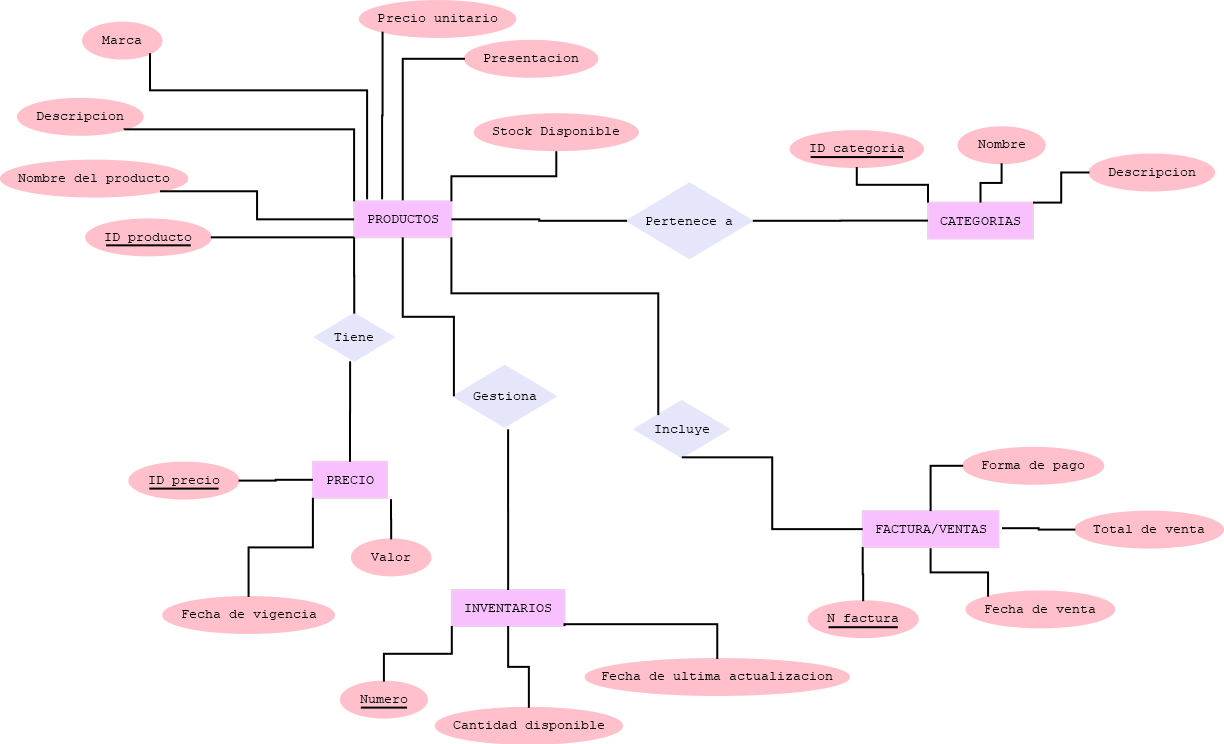 Precio unitario
Marca
Presentacion
Descripcion
Stock Disponible
Nombre
ID categoria
Descripcion
Nombre del producto
PRODUCTOS
Pertenece a
CATEGORIAS
ID producto
Tiene
Gestiona
Incluye
Forma de pago
ID precio
PRECIO
FACTURA/VENTAS
Total de venta
Valor
INVENTARIOS
Fecha de venta
Fecha de vigencia
N factura
Fecha de ultima actualizacion
Numero
Cantidad disponible